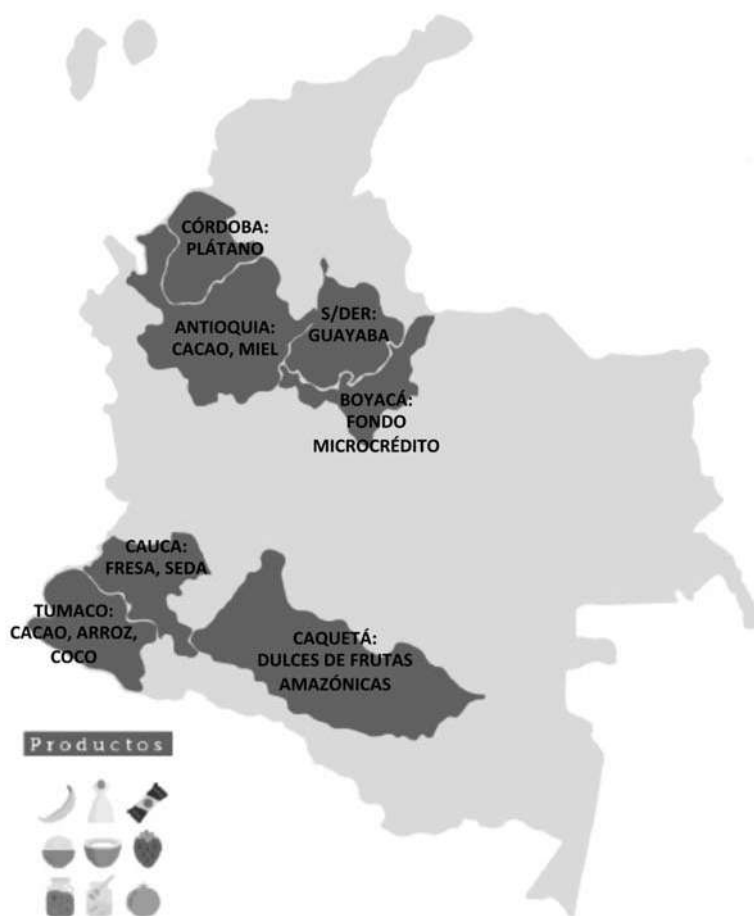 CÓRDOBA:
PLÁTANO
ANTIOQUIA:
CACAO, MIEL
S/DER:
GUAYABA
BOYACÁ:
FONDO
MICROCRÉDITO
CAUCA:
FRESA, SEDA
TUMACO:
CACAO, ARROZ,
COCO
CAQUETÁ:
DULCES DE FRUTAS
AMAZÓNICAS
Productos